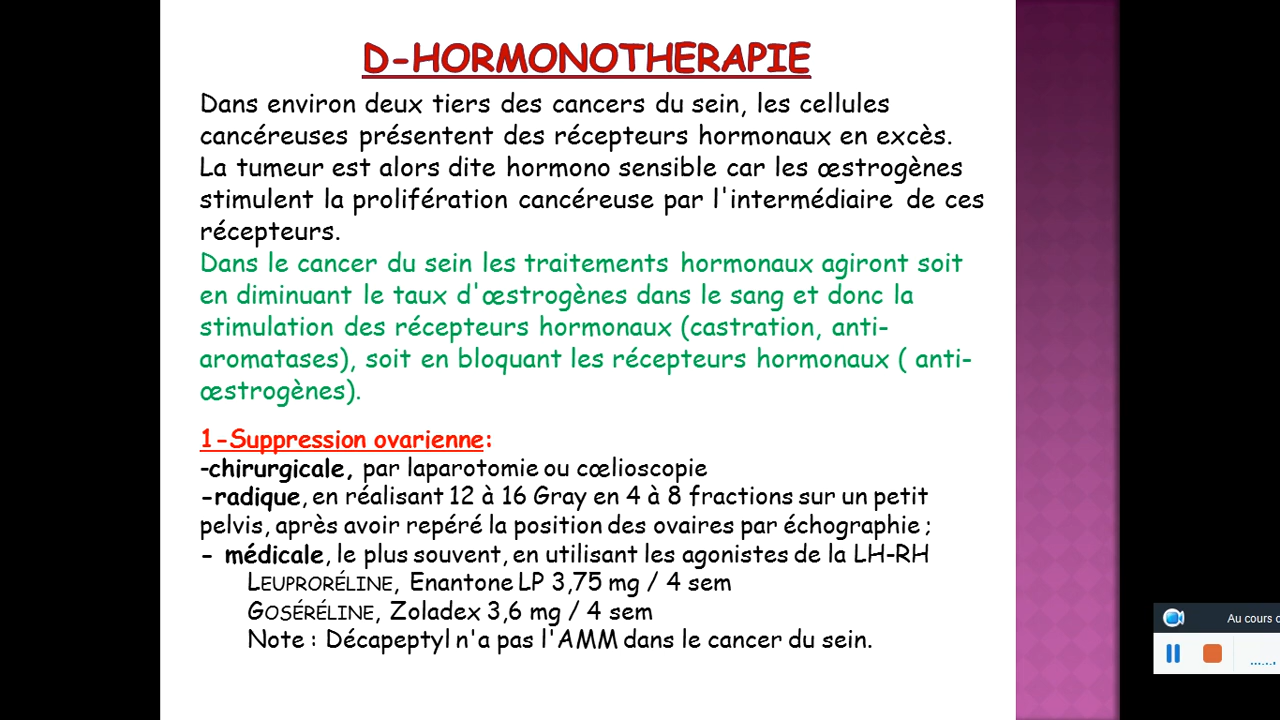 D-HORMONOTHERAPIE
Dans environ deux tiers des cancers du sein, les cellules
cancéreuses présentent des récepteurs hormonaux en excès.
La tumeur est alors dite hormono sensible car les œstrogènes
stimulent la prolifération cancéreuse par l'intermédiaire de ces
récepteurs.
Dans le cancer du sein les traitements hormonaux agiront soit
en diminuant le taux d'œstrogènes dans le sang et donc la
stimulation des récepteurs hormonaux (castration, anti-
aromatases), soit en bloquant les récepteurs hormonaux ( anti-
œstrogènes).
1-Suppression ovarienne:
-chirurgicale, par laparotomie ou cœlioscopie
-radique, en réalisant 12 à 16 Gray en 4 à 8 fractions sur un petit
pelvis, après avoir repéré la position des ovaires par échographie ;
- médicale, le plus souvent, en utilisant les agonistes de la LH-RH
LEUPRORÉLINE, Enantone LP 3,75 mg / 4 sem
GOSÉRÉLINE, Zoladex 3,6 mg / 4 sem
Note : Décapeptyl n'a pas l'AMM dans le cancer du sein.
Au cours